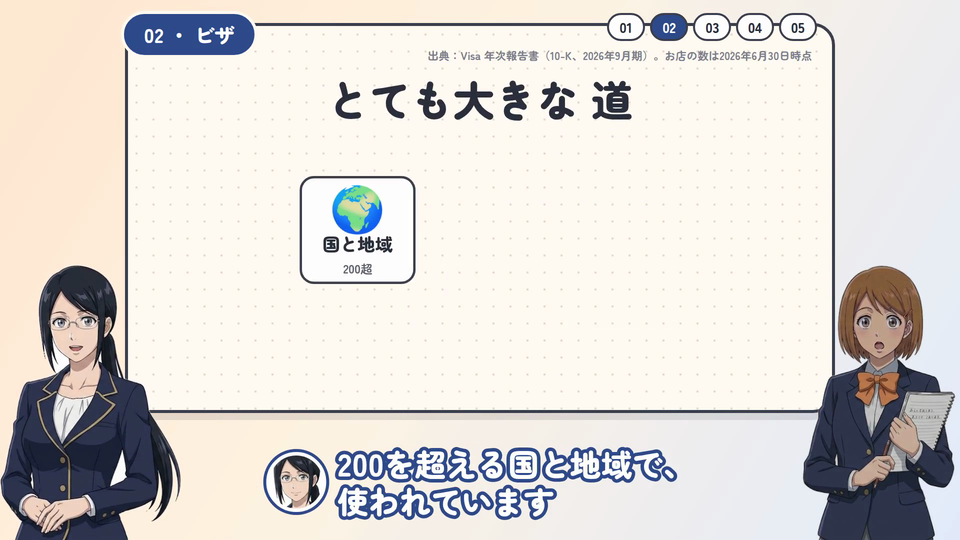 02 ・ ビザ
01 02 03 04 05
出典：Visa 年次報告書（10-K、2026年9月期）。お店の数は2026年6月30日時点
とても大きな 道
国と地域
200超
200を超える国と地域で、
使われています